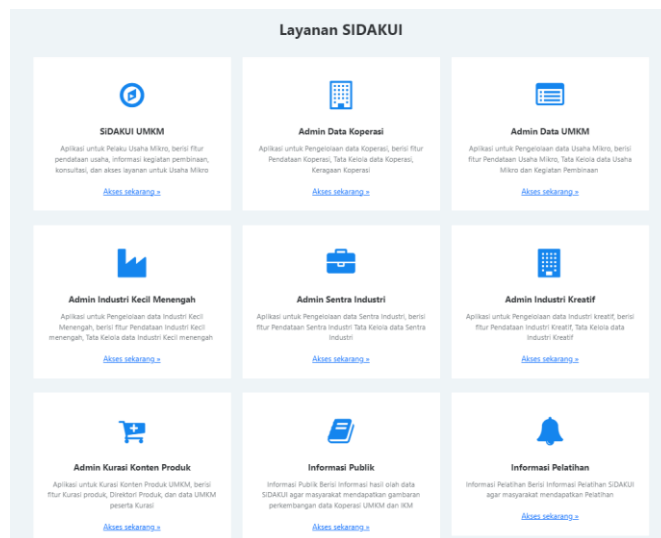 Layanan SIDAKUI
SiDAKUI UMKM
Aplikasi untuk Pelaku Usaha Mikro, berisi fitur
pendataan usaha, informasi kegiatan pembinaan,
konsultasi, dan akses layanan untuk Usaha Mikro
Akses sekarang »
Admin Data Koperasi
Aplikasi untuk Pengelolaan data Koperasi, berisi fitur
Pendataan Koperasi, Tata Kelola data Koperasi,
Keragaan Koperasi
Akses sekarang »
Admin Data UMKM
Aplikasi untuk Pengelolaan data Usaha Mikro, berisi
fitur Pendataan Usaha Mikro, Tata Kelola data Usaha
Mikro dan Kegiatan Pembinaan
Akses sekarang »
Admin Industri Kecil Menengah
Aplikasi untuk Pengelolaan data Industri Kecil
Menengah, berisi fitur Pendataan Industri Kecil
menengah, Tata Kelola data Industri Kecil menengah
Akses sekarang »
Admin Sentra Industri
Aplikasi untuk Pengelolaan data Sentra Industri, berisi
fitur Pendataan Sentra Industri Tata Kelola data Sentra
Industri
Akses sekarang »
Admin Industri Kreatif
Aplikasi untuk Pengelolaan data Industri kreatif, berisi
fitur Pendataan Industri Kreatif, Tata Kelola data
Industri Kreatif
Akses sekarang »
Admin Kurasi Konten Produk
Aplikasi untuk Kurasi Konten Produk UMKM, berisi
fitur Kurasi produk, Direktori Produk, dan data UMKM
peserta Kurasi
Akses sekarang »
Informasi Publik
Informasi Publik Berisi Informasi hasil olah data
SIDAKUI agar masyarakat mendapatkan gambaran
perkembangan data Koperasi UMKM dan IKM
Akses sekarang »
Informasi Pelatihan
Informasi Pelatihan Berisi Informasi Pelatihan SIDAKUI
agar masyarakat mendapatkan Pelatihan
Akses sekarang »